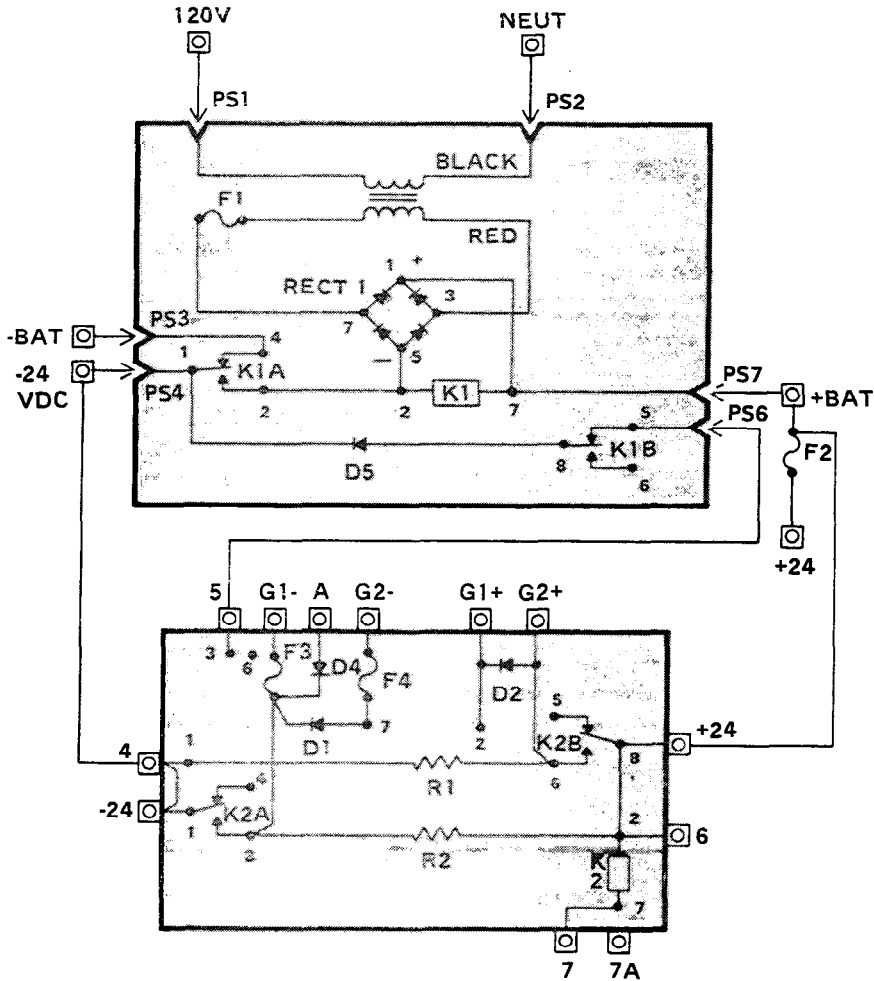 120V
NEUT
PS1
PS2
BLACK
F1
RED
1 +
RECT 1
3
7
PS3
-BAT
4
5
1
K1A
-24
VDC
PS4
PS7
2
2
K1
7
+BAT
PS6
5
K1B
F2
8
D5
6
+24
5
G1-
A
G2-
G1+
G2+
3
6
F3
D4
F4
D2
5
7
D1
2
K2B
+24
1
4
8
R1
6
4
-24
K2A
2
1
6
3
R2
K
2
7
7
7A